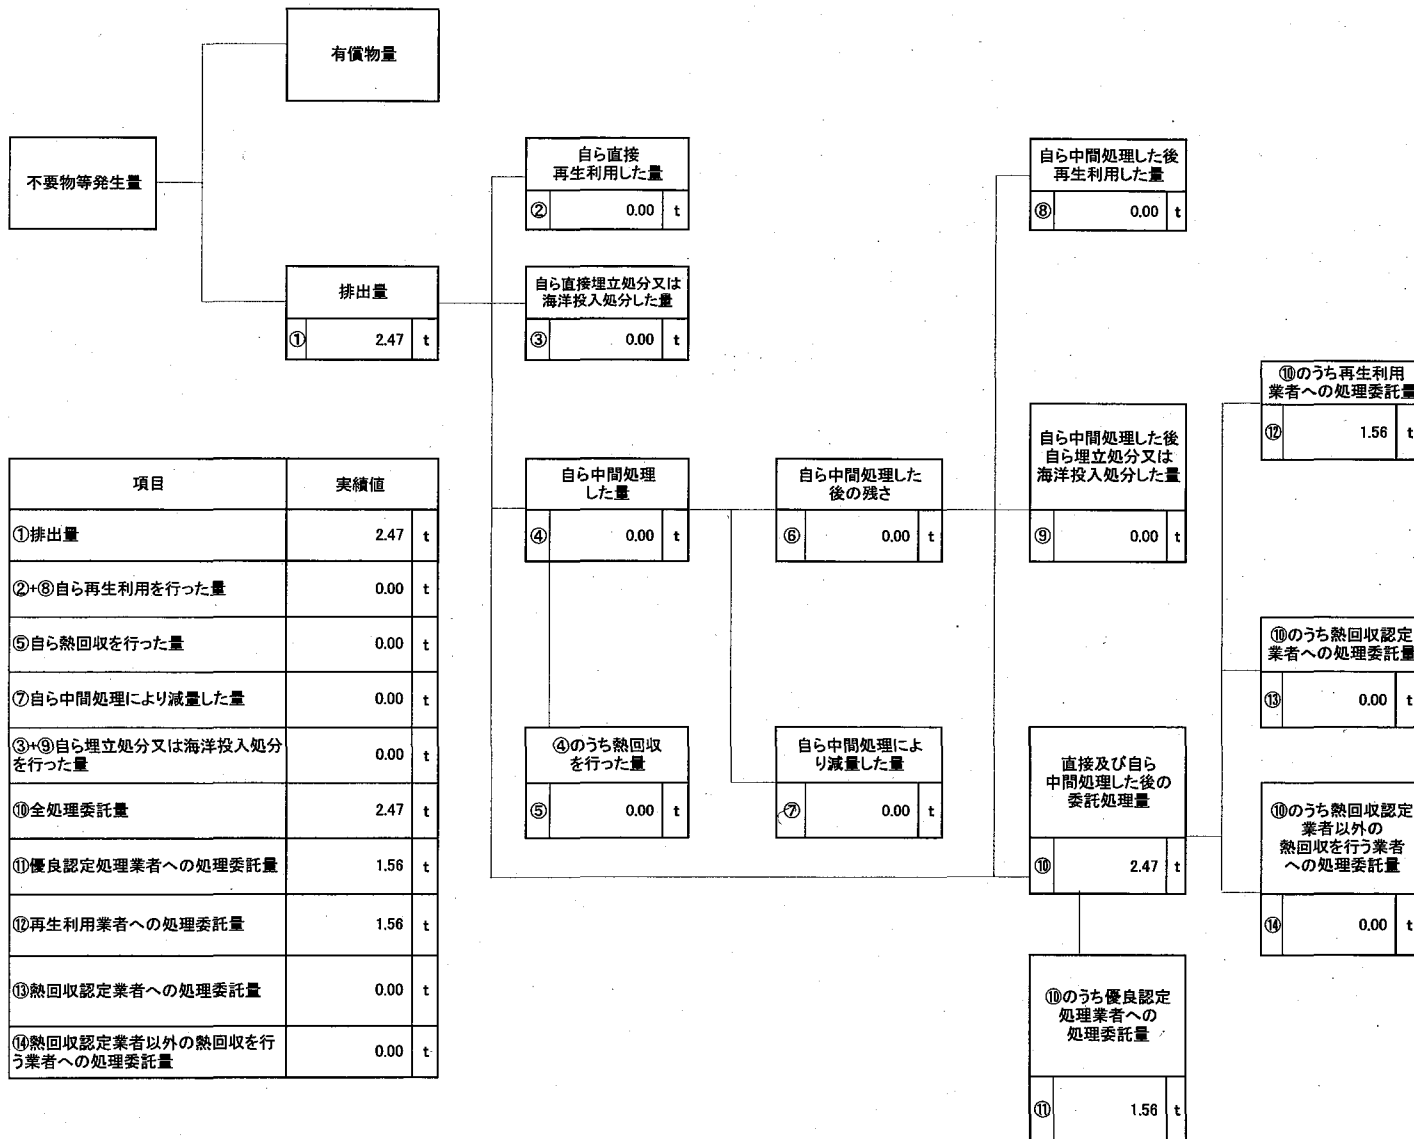 有償物量
不要物等発生量
排出量
① 2.47 t
自ら直接
再生利用した量
② 0.00 t
自ら直接埋立処分又は
海洋投入処分した量
③ 0.00 t
自ら中間処理
した量
④ 0.00 t
④のうち熱回収
を行った量
⑤ 0.00 t
自ら中間処理した
後の残さ
⑥ 0.00 t
自ら中間処理によ
り減量した量
⑦ 0.00 t
自ら中間処理した後
再生利用した量
⑧ 0.00 t
自ら中間処理した後
自ら埋立処分又は
海洋投入処分した量
⑨ 0.00 t
直接及び自ら
中間処理した後の
委託処理量
⑩ 2.47 t
⑩のうち優良認定
処理業者への
処理委託量
⑪ 1.56 t
⑩のうち再生利用
業者への処理委託量
⑫ 1.56 t
⑩のうち熱回収認定
業者への処理委託量
⑬ 0.00 t
⑩のうち熱回収認定
業者以外の
熱回収を行う業者
への処理委託量
⑭ 0.00 t
項目 実績値
①排出量 2.47 t
②+⑧自ら再生利用を行った量 0.00 t
⑤自ら熱回収を行った量 0.00 t
⑦自ら中間処理により減量した量 0.00 t
③+⑨自ら埋立処分又は海洋投入処分
を行った量 0.00 t
⑩全処理委託量 2.47 t
⑪優良認定処理業者への処理委託量 1.56 t
⑫再生利用業者への処理委託量 1.56 t
⑬熱回収認定業者への処理委託量 0.00 t
⑭熱回収認定業者以外の熱回収を行
う業者への処理委託量 0.00 t